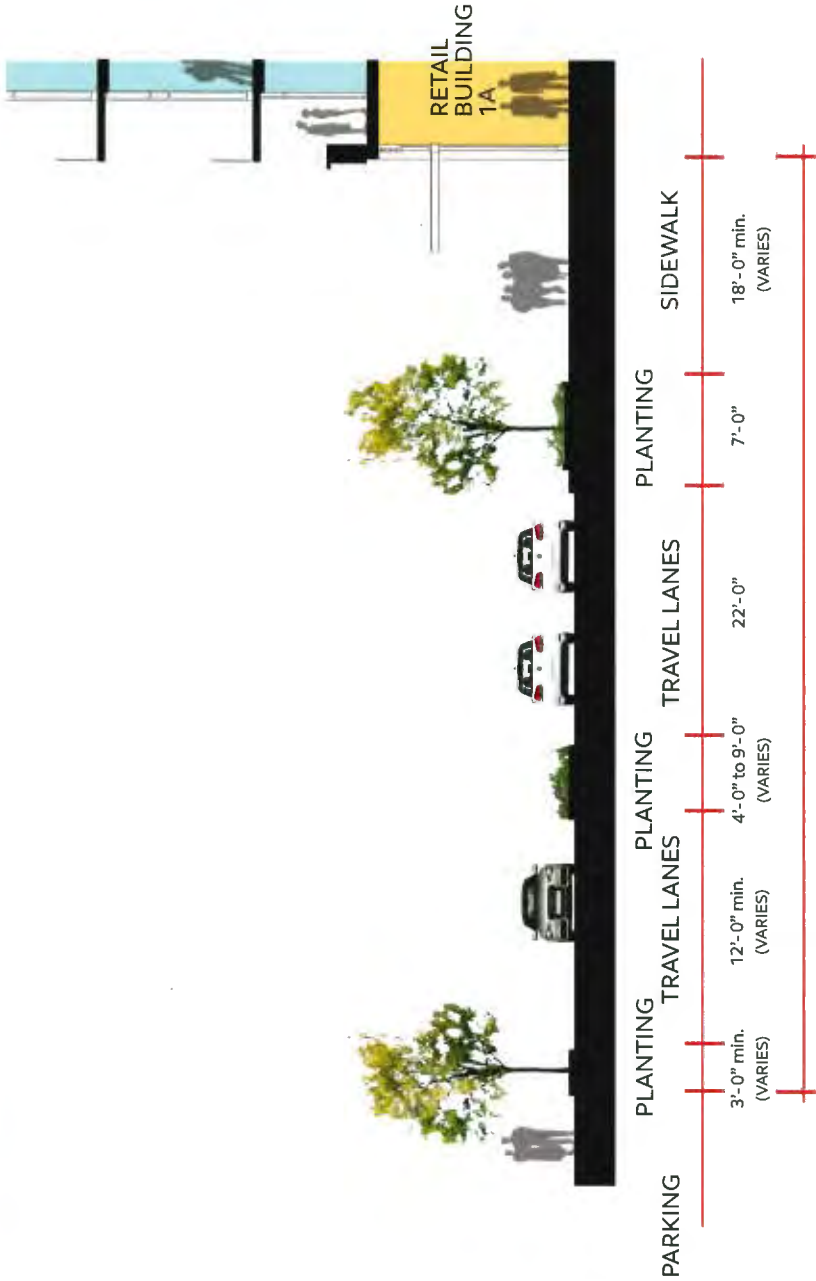 RETAIL
BUILDING
1A
PARKING
PLANTING
TRAVEL LANES
PLANTING
TRAVEL LANES
PLANTING
SIDEWALK
3'-0" min.
(VARIES)
12'-0" min.
(VARIES)
4'-0" to 9'-0"
(VARIES)
22'-0"
7'-0"
18'-0" min.
(VARIES)